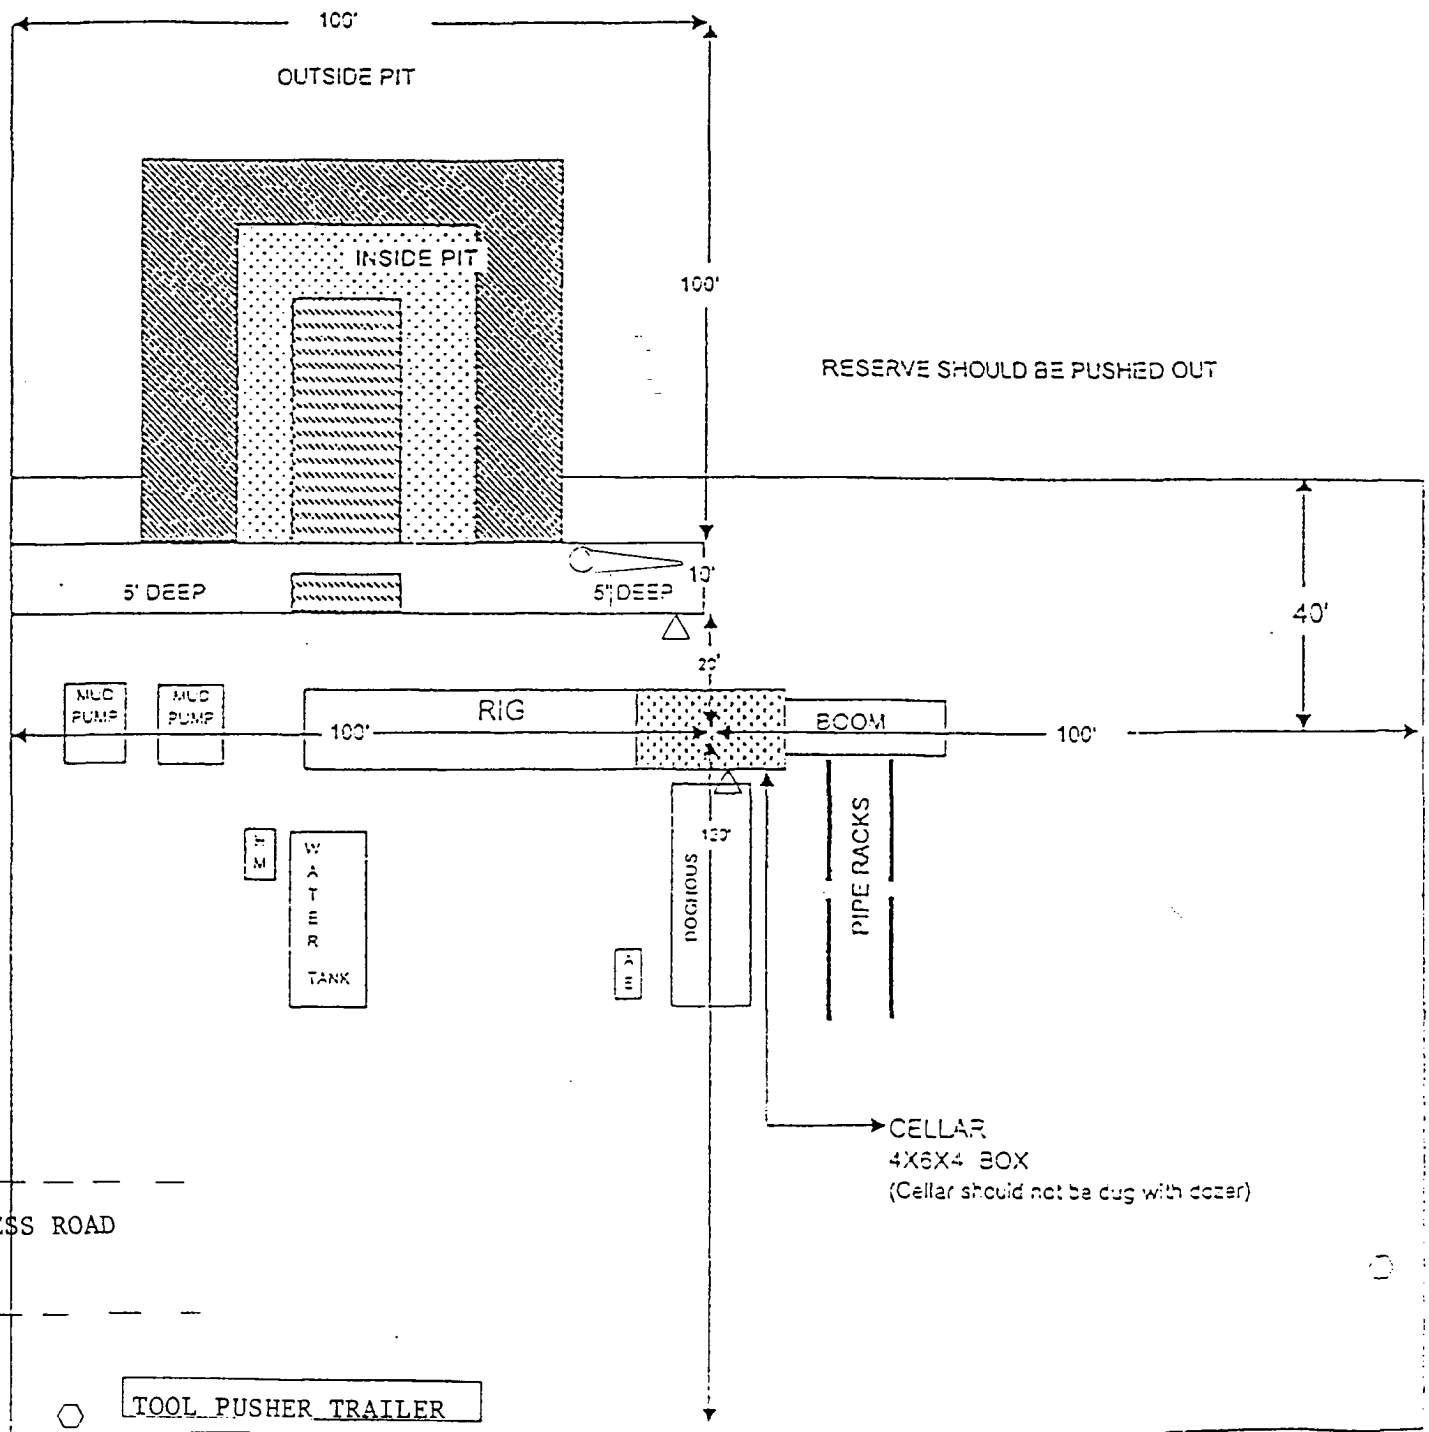 100'
OUTSIDE PIT
INSIDE PIT
100'
RESERVE SHOULD BE PUSHED OUT
5' DEEP
5' DEEP
10'
40'
20'
MUD
PUMP
MUD
PUMP
RIG
BOOM
100'
100'
WATER
TANK
DOGHOUS
PIPE RACKS
CELLAR
4X6X4 BOX
(Cellar should not be dug with dozer)
ESS ROAD
TOOL PUSHER TRAILER